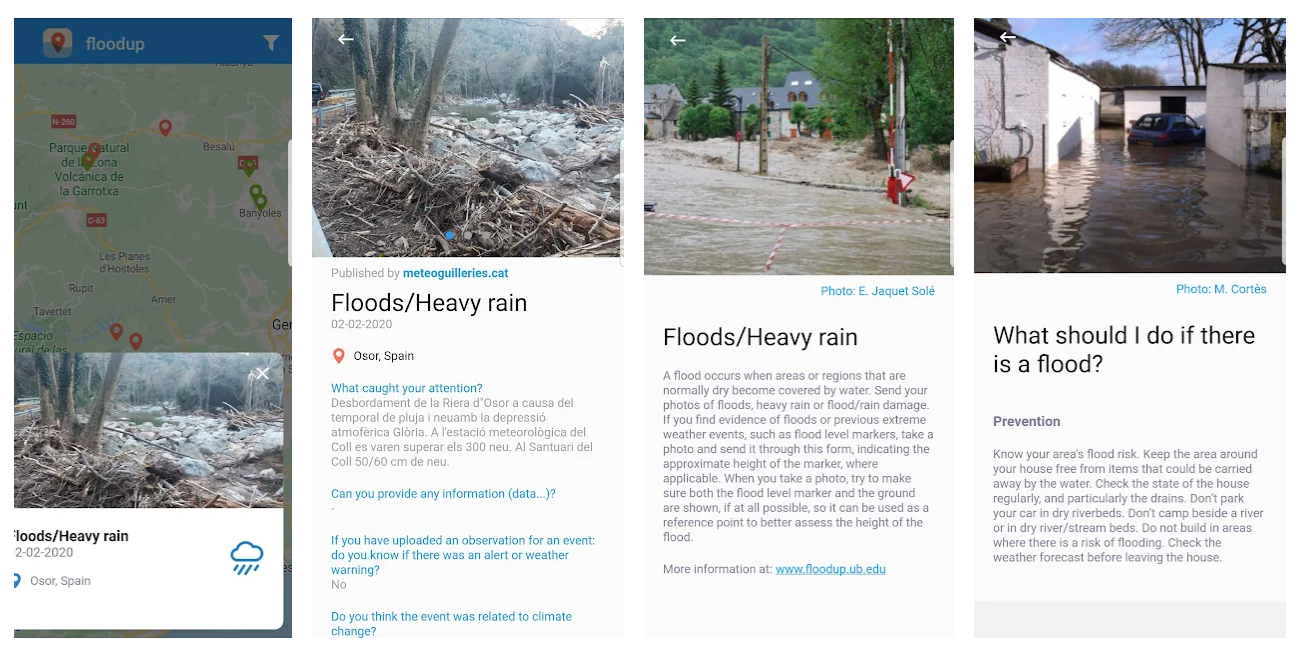 floodup
N-260
Parque Natural
de la Zona
Volcánica de
la Garrotxa
Besalú
Banyoles
C-63
Les Planes
d'Hostoles
Rupit
Amer
Tavertet
Espacio
Floods/Heavy rain
02-02-2020
Osor, Spain
Published by meteoguilleries.cat
Floods/Heavy rain
02-02-2020
Osor, Spain
What caught your attention?
Desbordament de la Riera d"Osor a causa del
temporal de pluja i neuamb la depressió
atmofèrica Glòria. A l'estació meteorològica del
Coll es varen superar els 300 neu. Al Santuari del
Coll 50/60 cm de neu.
Can you provide any information (data...)?
-
If you have uploaded an observation for an event:
do you know if there was an alert or weather
warning?
No
Do you think the event was related to climate
change?
Photo: E. Jaquet Solé
Floods/Heavy rain
A flood occurs when areas or regions that are
normally dry become covered by water. Send your
photos of floods, heavy rain or flood/rain damage.
If you find evidence of floods or previous extreme
weather events, such as flood level markers, take a
photo and send it through this form, indicating the
approximate height of the marker, where
applicable. When you take a photo, try to make
sure both the flood level marker and the ground
are shown, if at all possible, so it can be used as a
reference point to better assess the height of the
flood.
More information at: www.floodup.ub.edu
Photo: M. Cortès
What should I do if there
is a flood?
Prevention
Know your area's flood risk. Keep the area around
your house free from items that could be carried
away by the water. Check the state of the house
regularly, and particularly the drains. Don't park
your car in dry riverbeds. Don't camp beside a river
or in dry river/stream beds. Do not build in areas
where there is a risk of flooding. Check the
weather forecast before leaving the house.